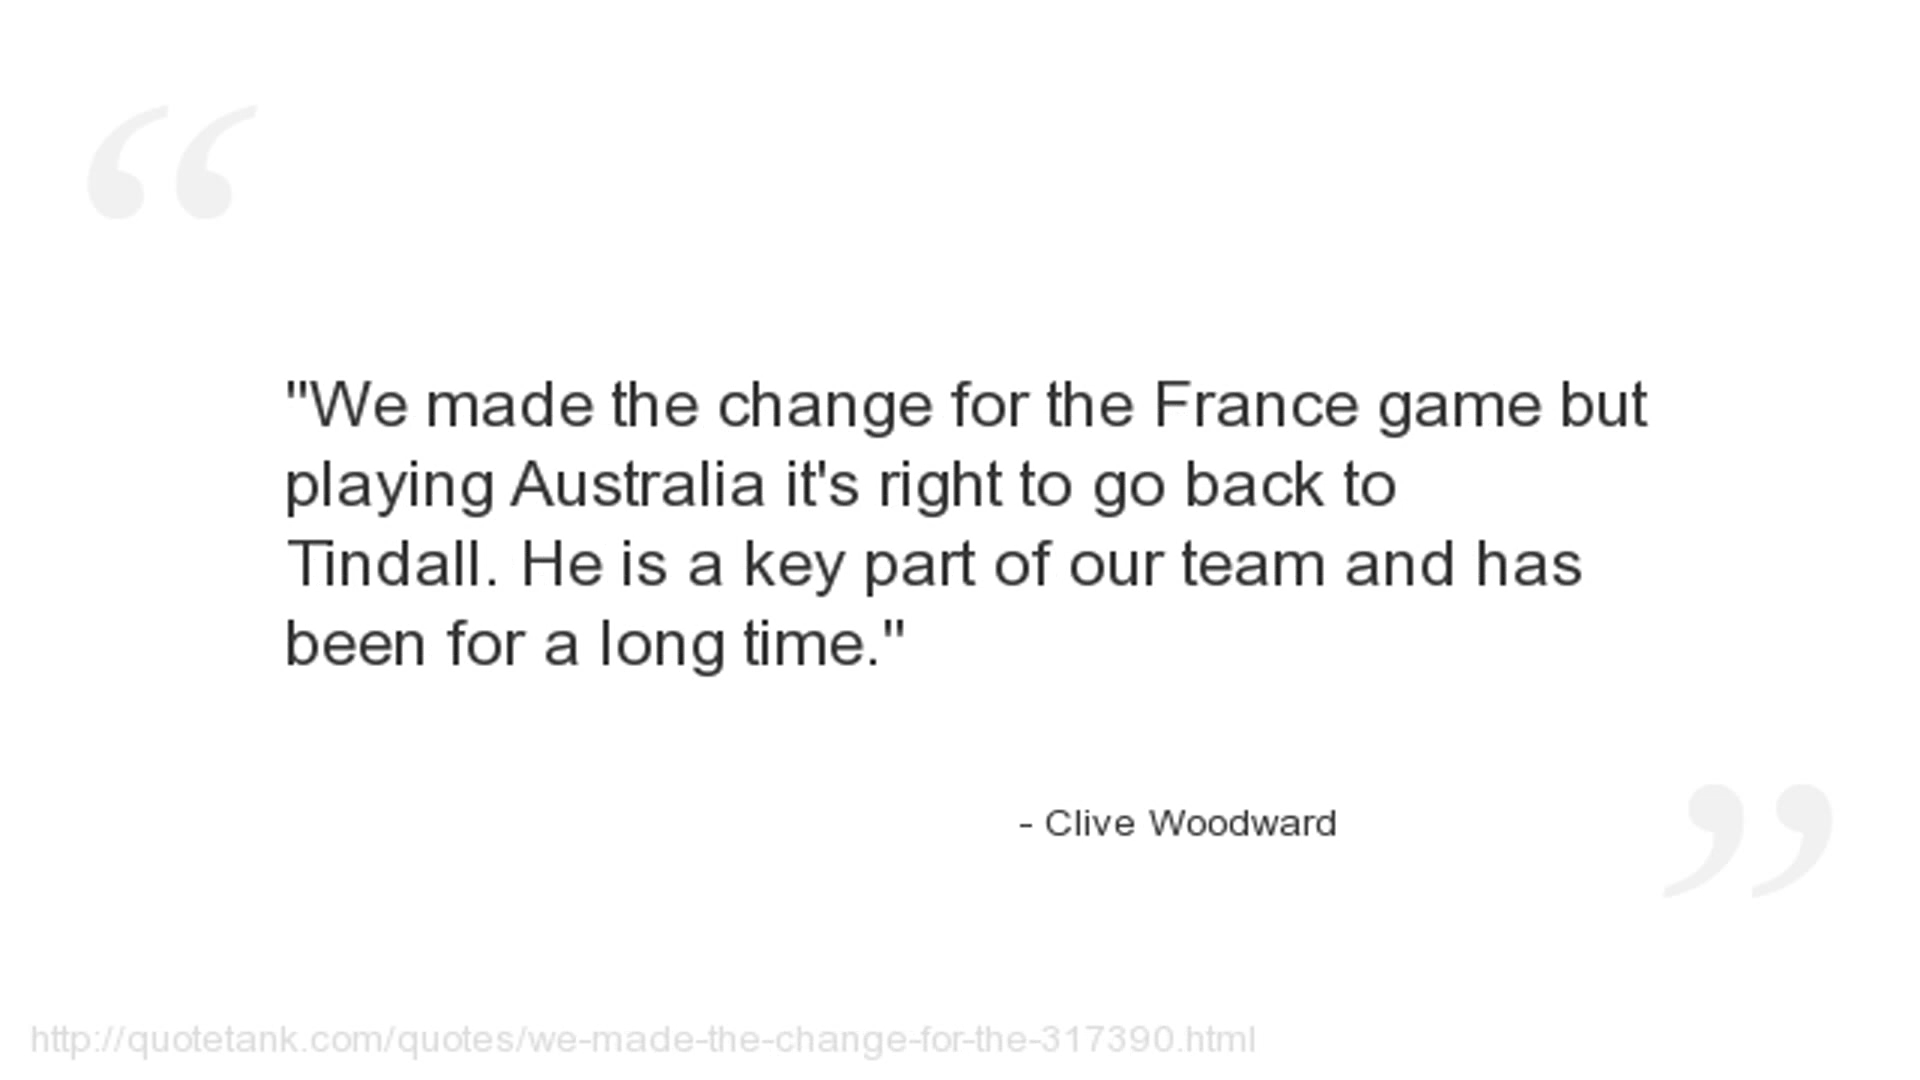 "We made the change for the France game but
playing Australia it's right to go back to
Tindall. He is a key part of our team and has
been for a long time."
- Clive Woodward
http://quotetank.com/quotes/we-made-the-change-for-the-317390.html